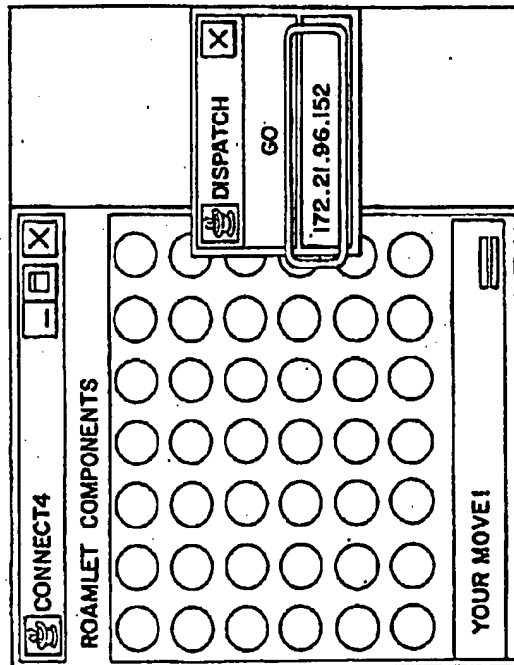 CONNECT4
ROAMLET COMPONENTS
YOUR MOVE!
DISPATCH
GO
172.21.96.152